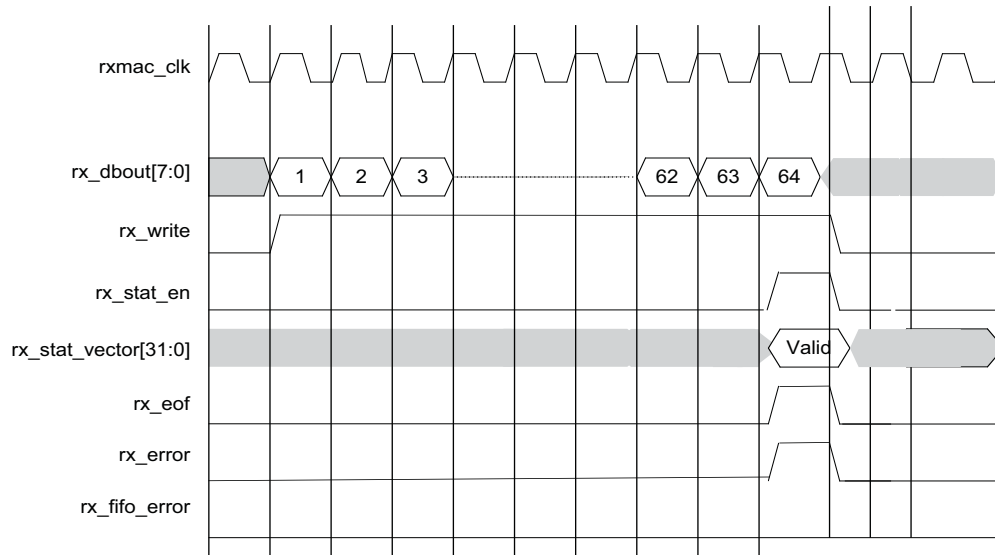 rxmac_clk
rx_dbout[7:0] 1 2 3 62 63 64
rx_write
rx_stat_en
rx_stat_vector[31:0] Valid
rx_eof
rx_error
rx_fifo_error